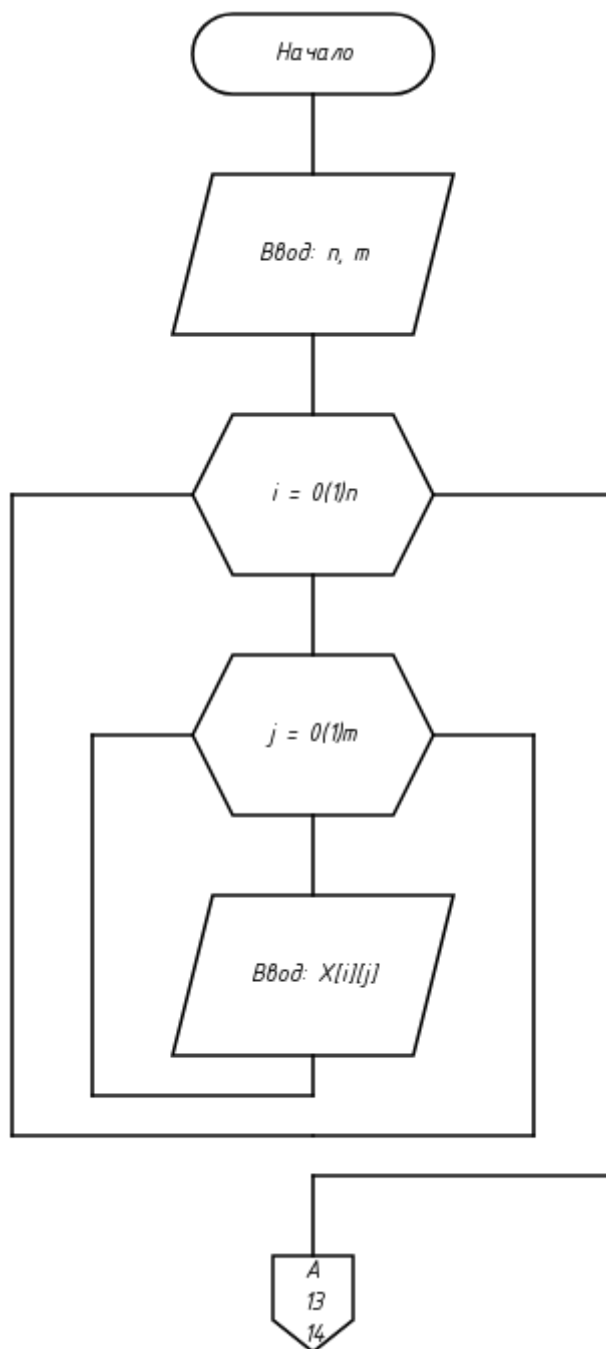 Начало
Ввод: n, m
i = 0(1)n
j = 0(1)m
Ввод: X[i][j]
А
13
14